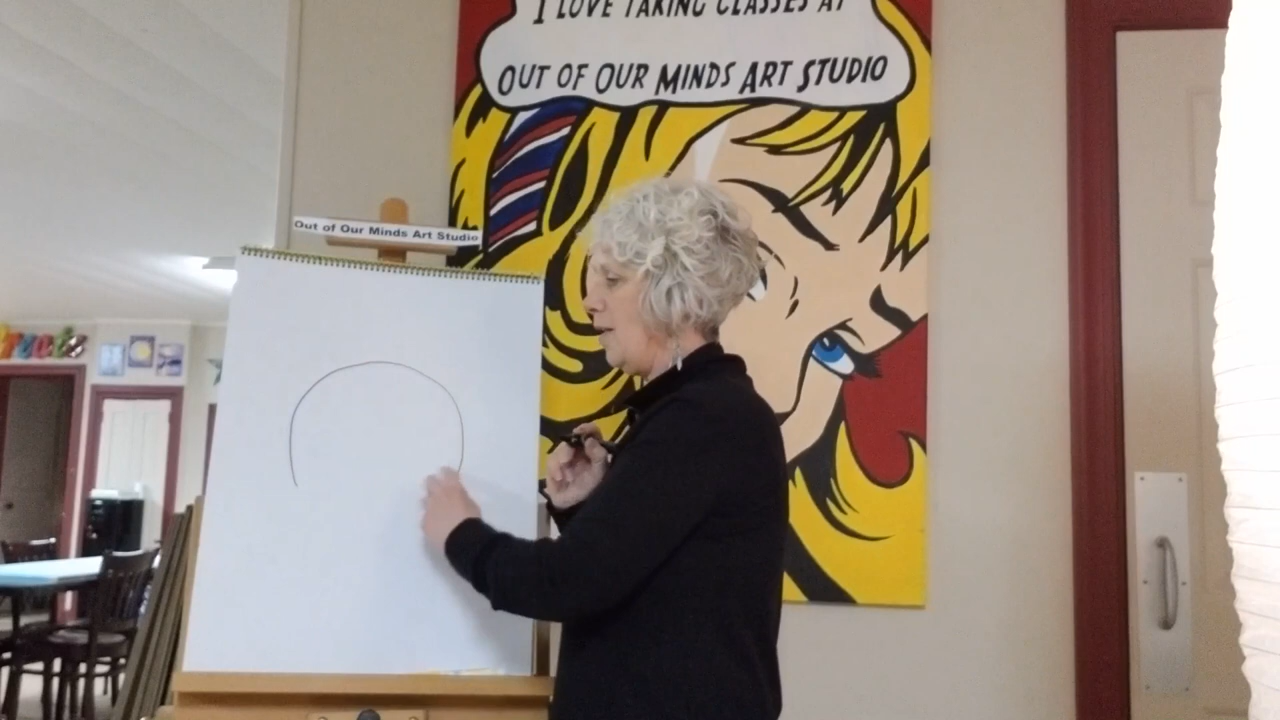 I LOVE TAKING CLASSES AT
OUT OF OUR MINDS ART STUDIO
Out of Our Minds Art Studio